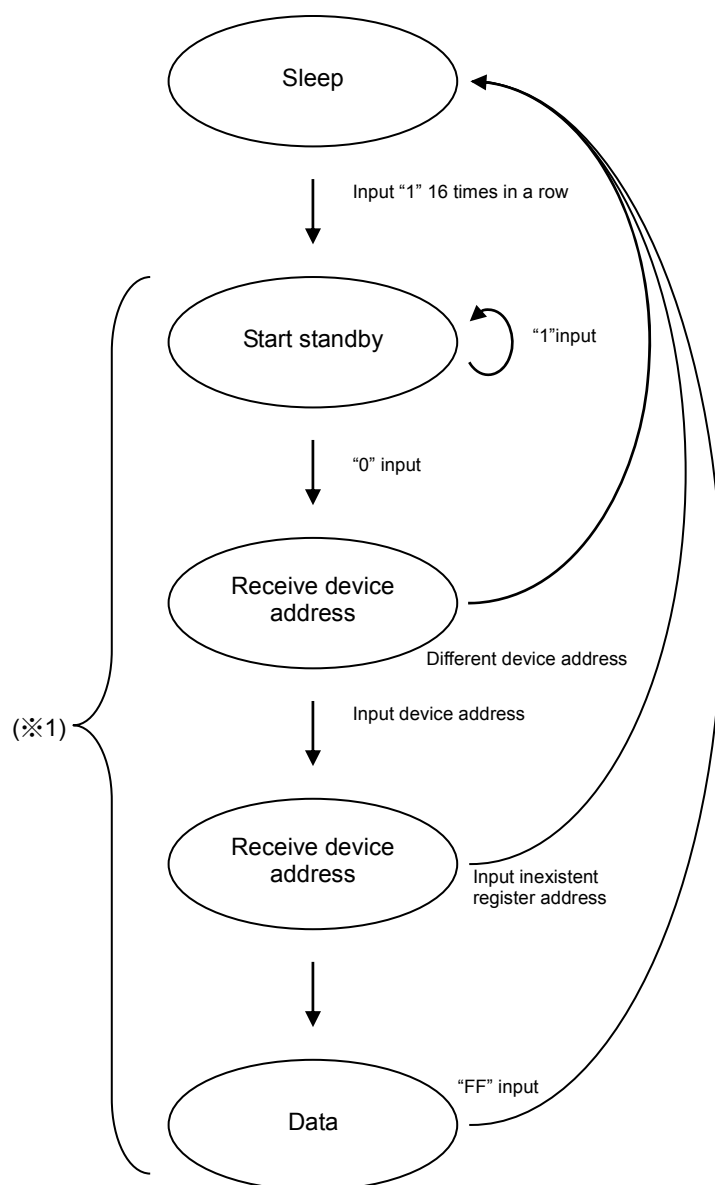 Sleep
Input “1” 16 times in a row
Start standby
“1”input
“0” input
Receive device
address
Different device address
(※1)
Input device address
Receive device
address
Input inexistent
register address
“FF” input
Data